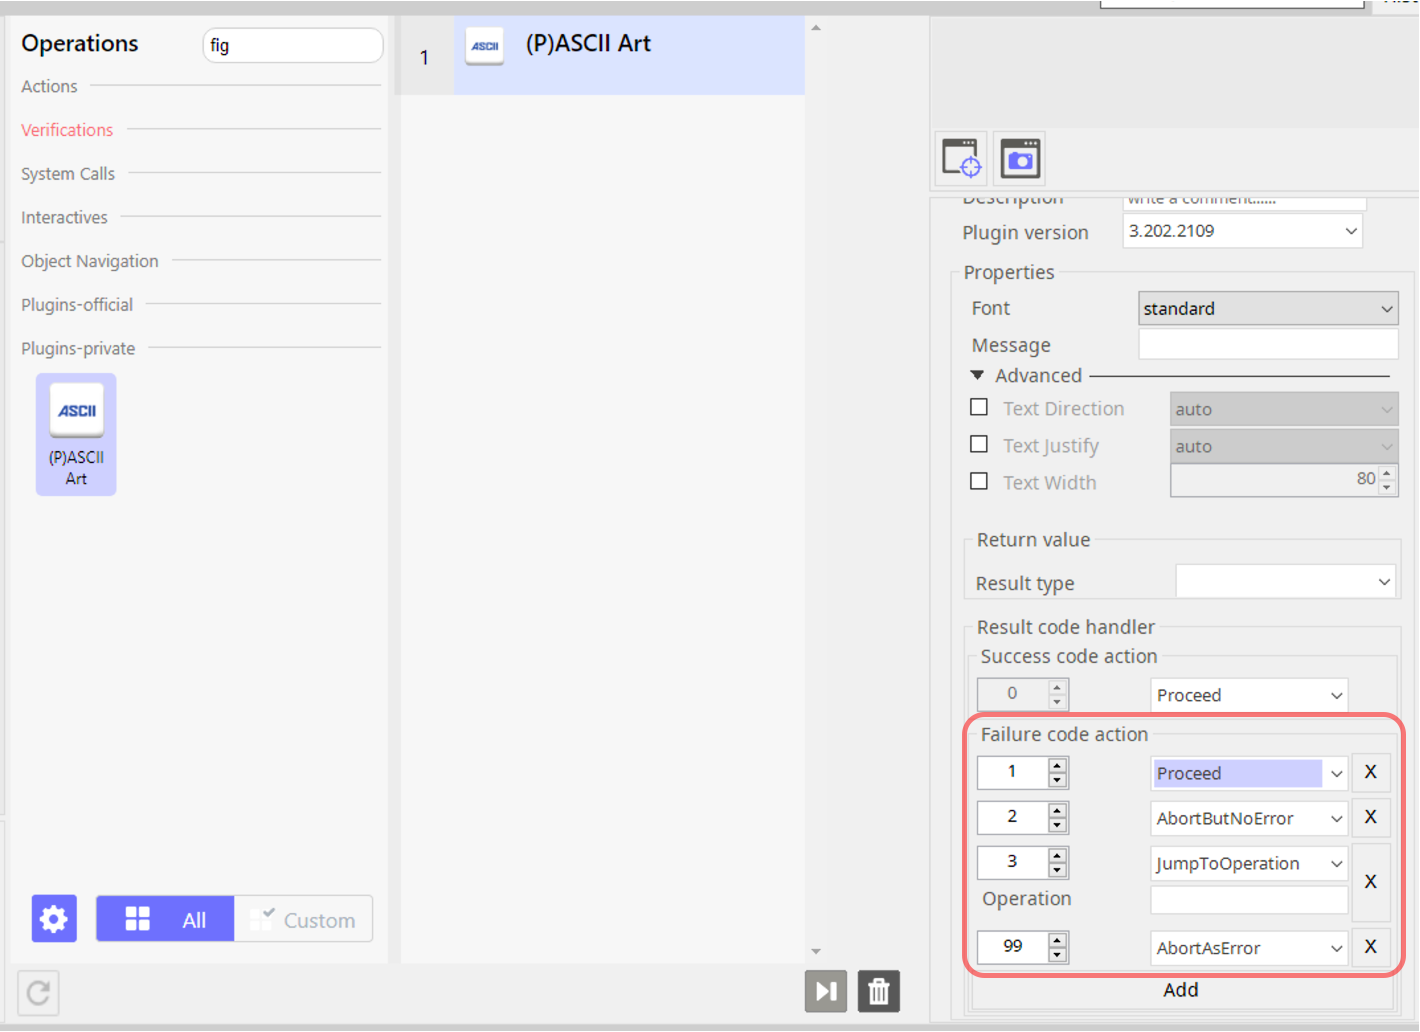 Operations
fig
Actions
Verifications
System Calls
Interactives
Object Navigation
Plugins-official
Plugins-private
ASCII
(P)ASCII
Art
All
Custom
1
ASCII
(P)ASCII Art
Description
write a comment......
Plugin version
3.202.2109
Properties
Font
standard
Message
Advanced
Text Direction
auto
Text Justify
auto
Text Width
80
Return value
Result type
Result code handler
Success code action
0
Proceed
Failure code action
1
Proceed
X
2
AbortButNoError
X
3
JumpToOperation
X
Operation
99
AbortAsError
X
Add